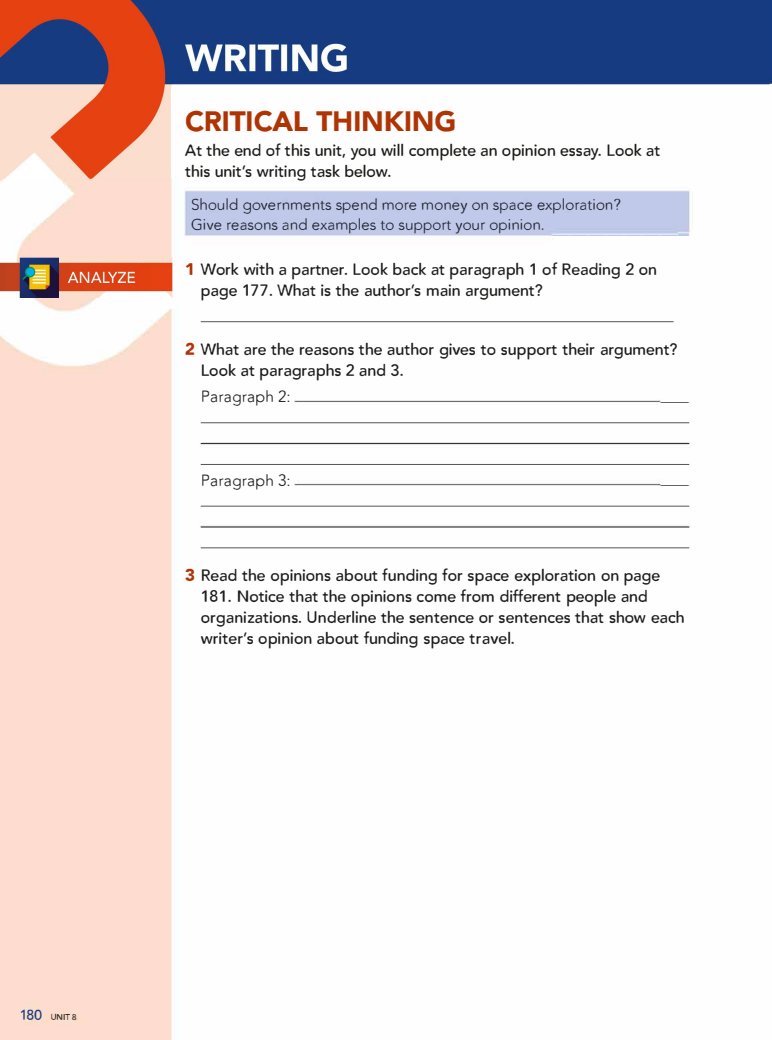 WRITING
CRITICAL THINKING
At the end of this unit, you will complete an opinion essay. Look at
this unit's writing task below.
Should governments spend more money on space exploration?
Give reasons and examples to support your opinion.
ANALYZE
1 Work with a partner. Look back at paragraph 1 of Reading 2 on
page 177. What is the author's main argument?
2 What are the reasons the author gives to support their argument?
Look at paragraphs 2 and 3.
Paragraph 2:
Paragraph 3:
3 Read the opinions about funding for space exploration on page
181. Notice that the opinions come from different people and
organizations. Underline the sentence or sentences that show each
writer's opinion about funding space travel.
180 UNIT 8